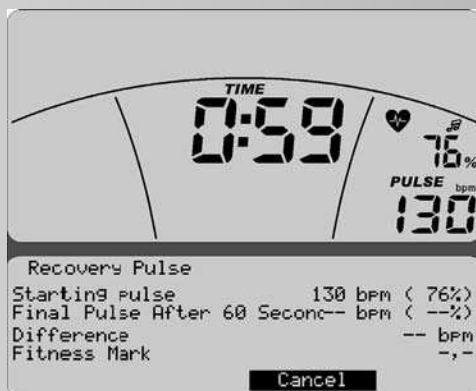 TIME
0:59
76%
PULSE bpm
130
Recovery Pulse
Starting pulse 130 bpm ( 76%)
Final Pulse After 60 Secon-- bpm ( --%)
Difference -- bpm
Fitness Mark -,-
Cancel